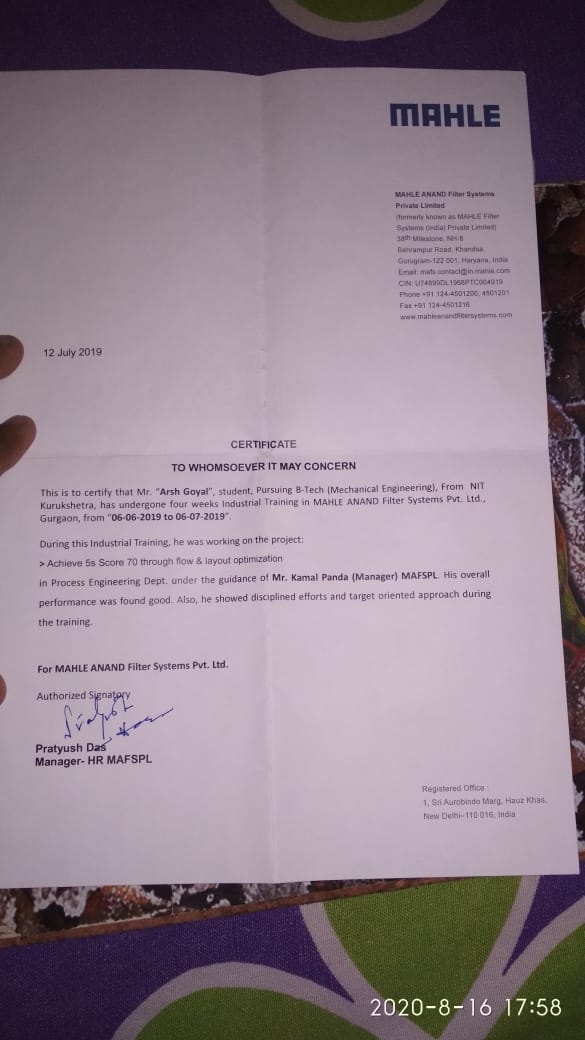 MAHLE
MAHLE ANAND Filter Systems
Private Limited
(formerly known as MAHLE Filter
Systems (India) Private Limited)
38th Milestone, NH-8
Behrampur Road, Khandsa,
Gurugram-122 001, Haryana, India
Email: mafs.contact@in.mahle.com
CIN: U74899DL1966PTC004919
Phone +91 124-4501200, 4501201
Fax +91 124-4501216
www.mahleanandfiltersystems.com
12 July 2019
CERTIFICATE
TO WHOMSOEVER IT MAY CONCERN
This is to certify that Mr. "Arsh Goyal", student, Pursuing B-Tech (Mechanical Engineering), From NIT
Kurukshetra, has undergone four weeks Industrial Training in MAHLE ANAND Filter Systems Pvt. Ltd.,
Gurgaon, from "06-06-2019 to 06-07-2019".
During this Industrial Training, he was working on the project:
> Achieve 5s Score 70 through flow & layout optimization
in Process Engineering Dept. under the guidance of Mr. Kamal Panda (Manager) MAFSPL. His overall
performance was found good. Also, he showed disciplined efforts and target oriented approach during
the training.
For MAHLE ANAND Filter Systems Pvt. Ltd.
Authorized Signatory
Pratyush Das
Manager- HR MAFSPL
Registered Office :
1, Sri Aurobindo Marg, Hauz Khas,
New Delhi-110 016, India
2020-8-16 17:58